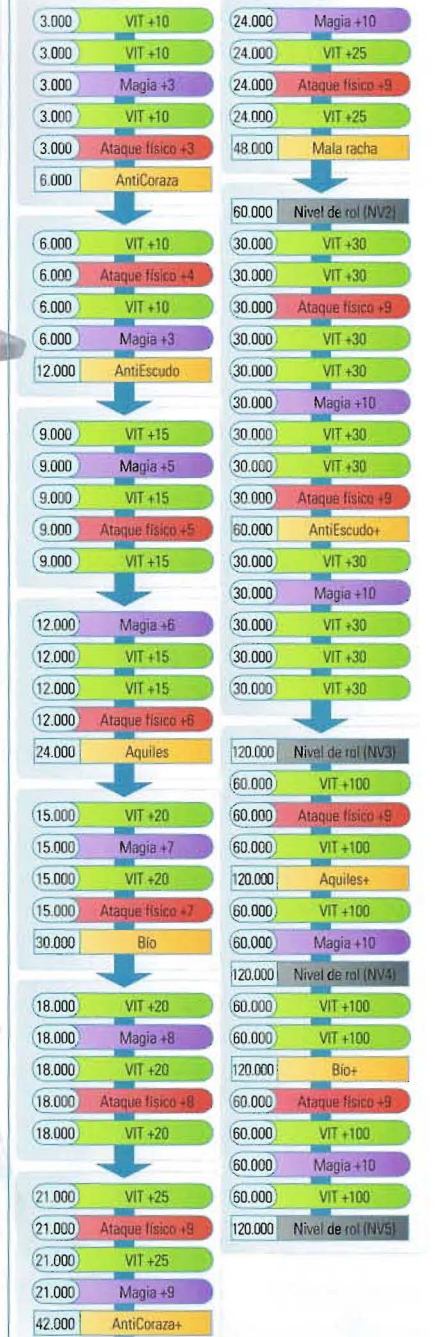 3.000 VIT +10
3.000 VIT +10
3.000 Magia +3
3.000 VIT +10
3.000 Ataque físico +3
6.000 AntiCoraza
6.000 VIT +10
6.000 Ataque físico +4
6.000 VIT +10
6.000 Magia +3
12.000 AntiEscudo
9.000 VIT +15
9.000 Magia +5
9.000 VIT +15
9.000 Ataque físico +5
9.000 VIT +15
12.000 Magia +6
12.000 VIT +15
12.000 VIT +15
12.000 Ataque físico +6
24.000 Aquiles
15.000 VIT +20
15.000 Magia +7
15.000 VIT +20
15.000 Ataque físico +7
30.000 Bío
18.000 VIT +20
18.000 Magia +8
18.000 VIT +20
18.000 Ataque físico +8
18.000 VIT +20
21.000 VIT +25
21.000 Ataque físico +9
21.000 VIT +25
21.000 Magia +9
42.000 AntiCoraza+
24.000 Magia +10
24.000 VIT +25
24.000 Ataque físico +9
24.000 VIT +25
48.000 Mala racha
60.000 Nivel de rol (NV2)
30.000 VIT +30
30.000 VIT +30
30.000 Ataque físico +9
30.000 VIT +30
30.000 VIT +30
30.000 Magia +10
30.000 VIT +30
30.000 VIT +30
30.000 Ataque físico +9
60.000 AntiEscudo+
30.000 VIT +30
30.000 Magia +10
30.000 VIT +30
30.000 VIT +30
30.000 VIT +30
120.000 Nivel de rol (NV3)
60.000 VIT +100
60.000 Ataque físico +9
60.000 VIT +100
120.000 Aquiles+
60.000 VIT +100
60.000 Magia +10
120.000 Nivel de rol (NV4)
60.000 VIT +100
60.000 VIT +100
120.000 Bío+
60.000 Ataque físico +9
60.000 VIT +100
60.000 Magia +10
60.000 VIT +100
120.000 Nivel de rol (NV5)